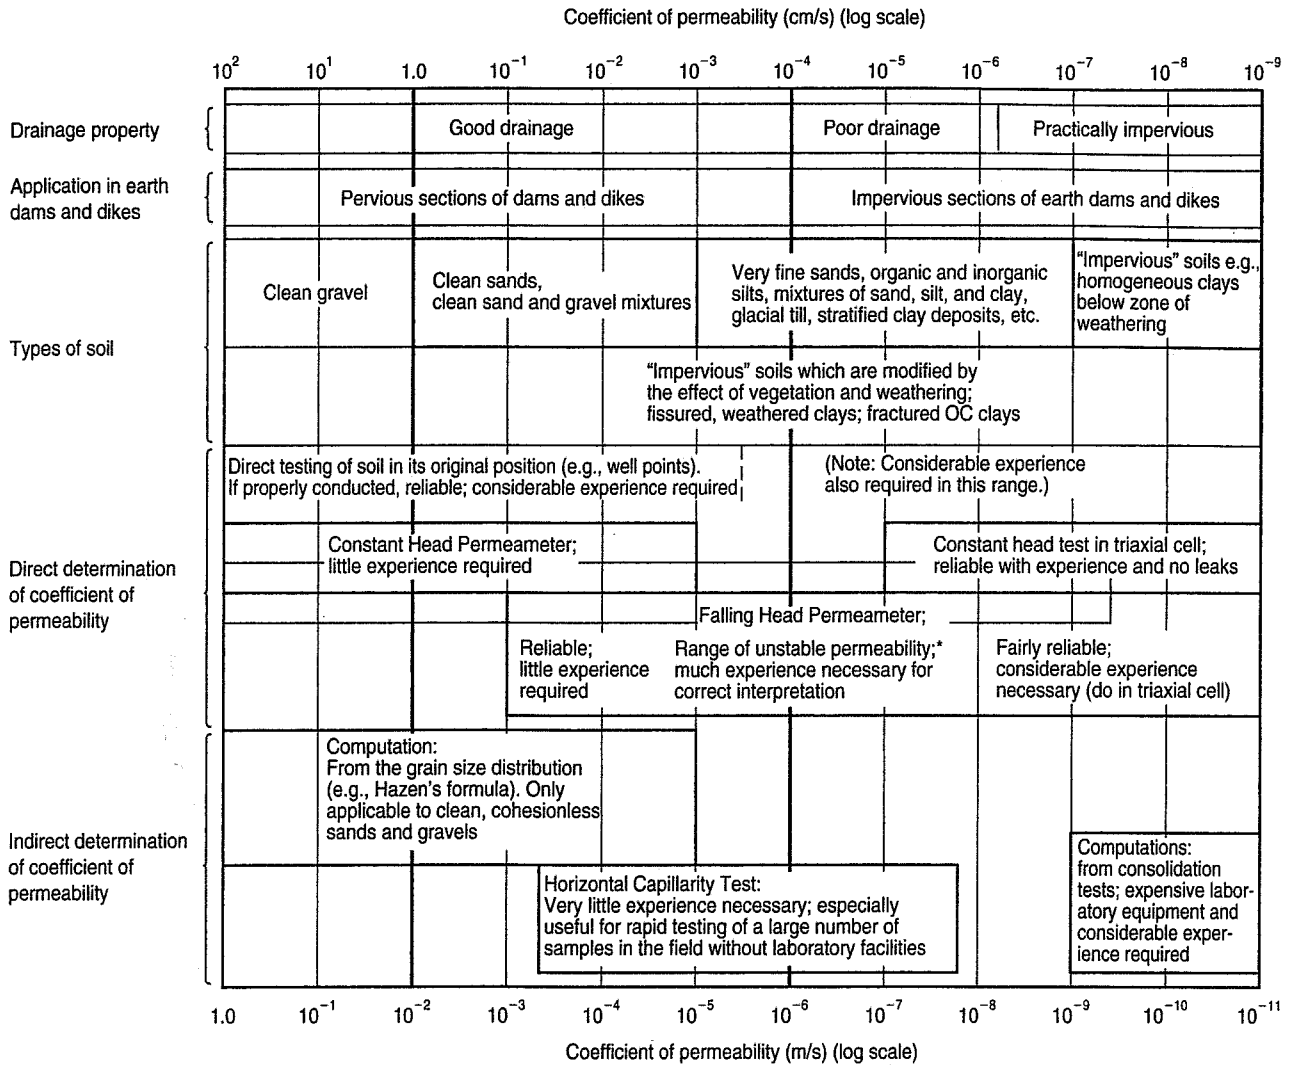 Coefficient of permeability (cm/s) (log scale)
10² 10¹ 1.0 10⁻¹ 10⁻² 10⁻³ 10⁻⁴ 10⁻⁵ 10⁻⁶ 10⁻⁷ 10⁻⁸ 10⁻⁹
Drainage property
Good drainage
Poor drainage
Practically impervious
Application in earth
dams and dikes
Pervious sections of dams and dikes
Impervious sections of earth dams and dikes
Types of soil
Clean gravel
Clean sands,
clean sand and gravel mixtures
Very fine sands, organic and inorganic
silts, mixtures of sand, silt, and clay,
glacial till, stratified clay deposits, etc.
“Impervious” soils e.g.,
homogeneous clays
below zone of
weathering
“Impervious” soils which are modified by
the effect of vegetation and weathering;
fissured, weathered clays; fractured OC clays
Direct determination
of coefficient of
permeability
Direct testing of soil in its original position (e.g., well points).
If properly conducted, reliable; considerable experience required
(Note: Considerable experience
also required in this range.)
Constant Head Permeameter;
little experience required
Constant head test in triaxial cell;
reliable with experience and no leaks
Falling Head Permeameter;
Reliable;
little experience
required
Range of unstable permeability;*
much experience necessary for
correct interpretation
Fairly reliable;
considerable experience
necessary (do in triaxial cell)
Indirect determination
of coefficient of
permeability
Computation:
From the grain size distribution
(e.g., Hazen's formula). Only
applicable to clean, cohesionless
sands and gravels
Horizontal Capillarity Test:
Very little experience necessary; especially
useful for rapid testing of a large number of
samples in the field without laboratory facilities
Computations:
from consolidation
tests; expensive labor-
atory equipment and
considerable exper-
ience required
1.0 10⁻¹ 10⁻² 10⁻³ 10⁻⁴ 10⁻⁵ 10⁻⁶ 10⁻⁷ 10⁻⁸ 10⁻⁹ 10⁻¹⁰ 10⁻¹¹
Coefficient of permeability (m/s) (log scale)